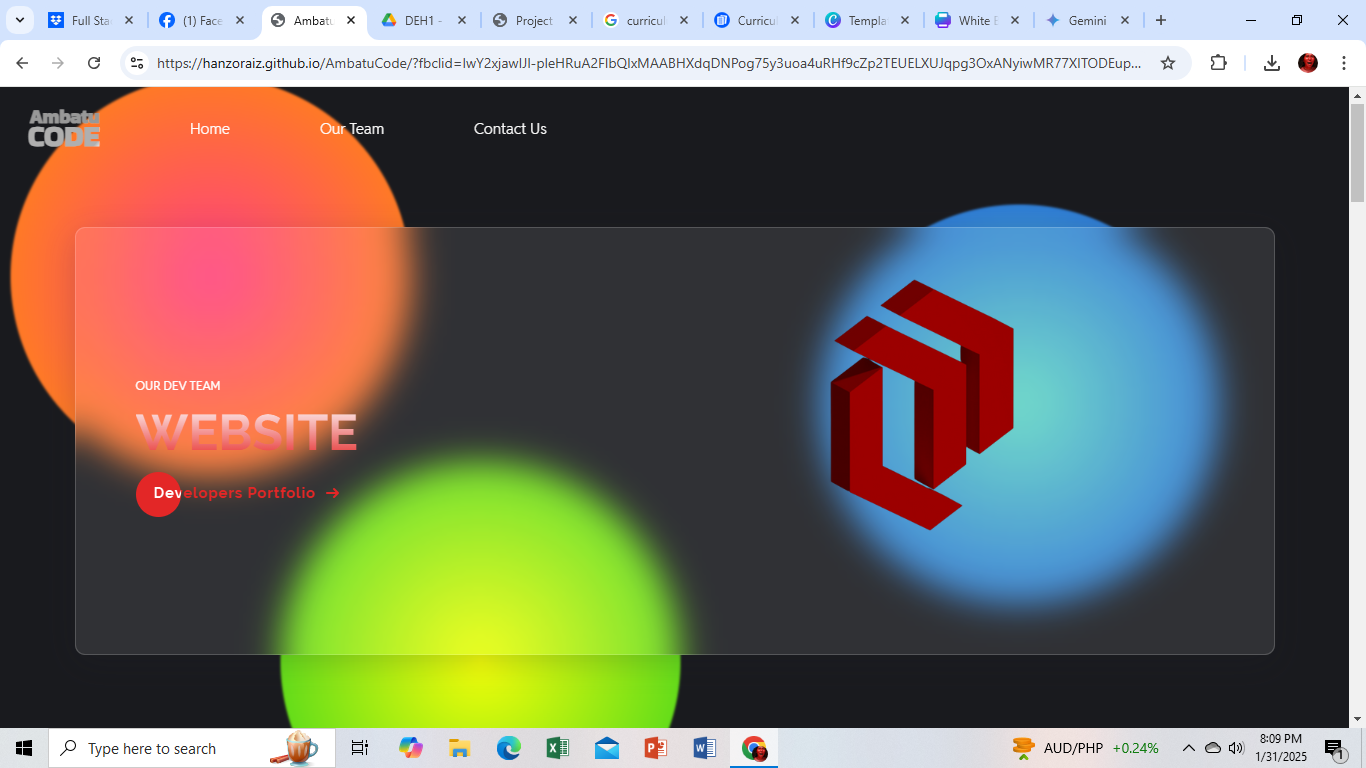 Full Sta
(1) Face
Ambatu
DEH1 -
Project
curricul
Curricul
Templa
White B
Gemini
https://hanzoraiz.github.io/AmbatuCode/?fbclid=
Ambatu
CODE
Home
Our Team
Contact Us
OUR DEV TEAM
WEBSITE
Developers Portfolio →
Type here to search
AUD/PHP +0.24%
8:09 PM
1/31/2025
1